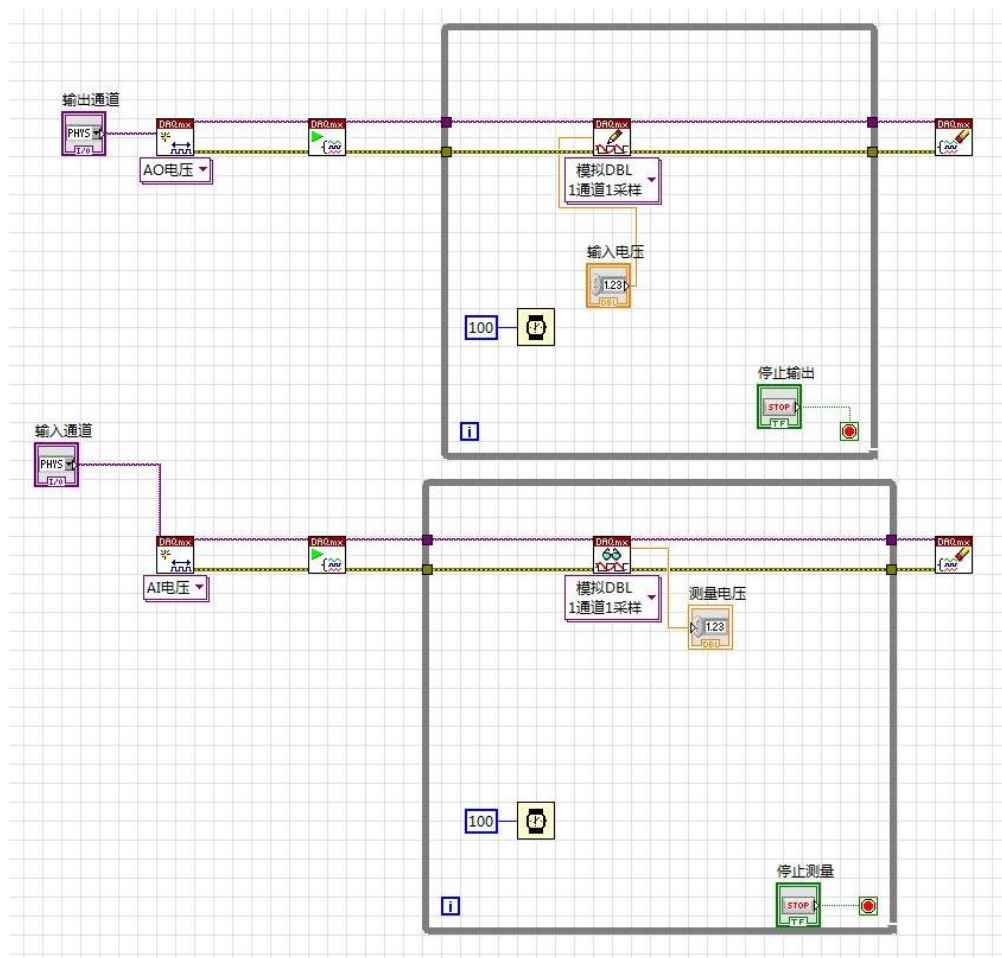 输出通道
PHYS
I/O
DAQmx
DAQmx
DAQmx
DAQmx
AO电压
模拟DBL
1通道1采样
输入电压
1.23
DBL
100
停止输出
STOP
TF
i
输入通道
PHYS
I/O
DAQmx
DAQmx
DAQmx
DAQmx
AI电压
模拟DBL
1通道1采样
测量电压
1.23
DBL
100
停止测量
STOP
TF
i